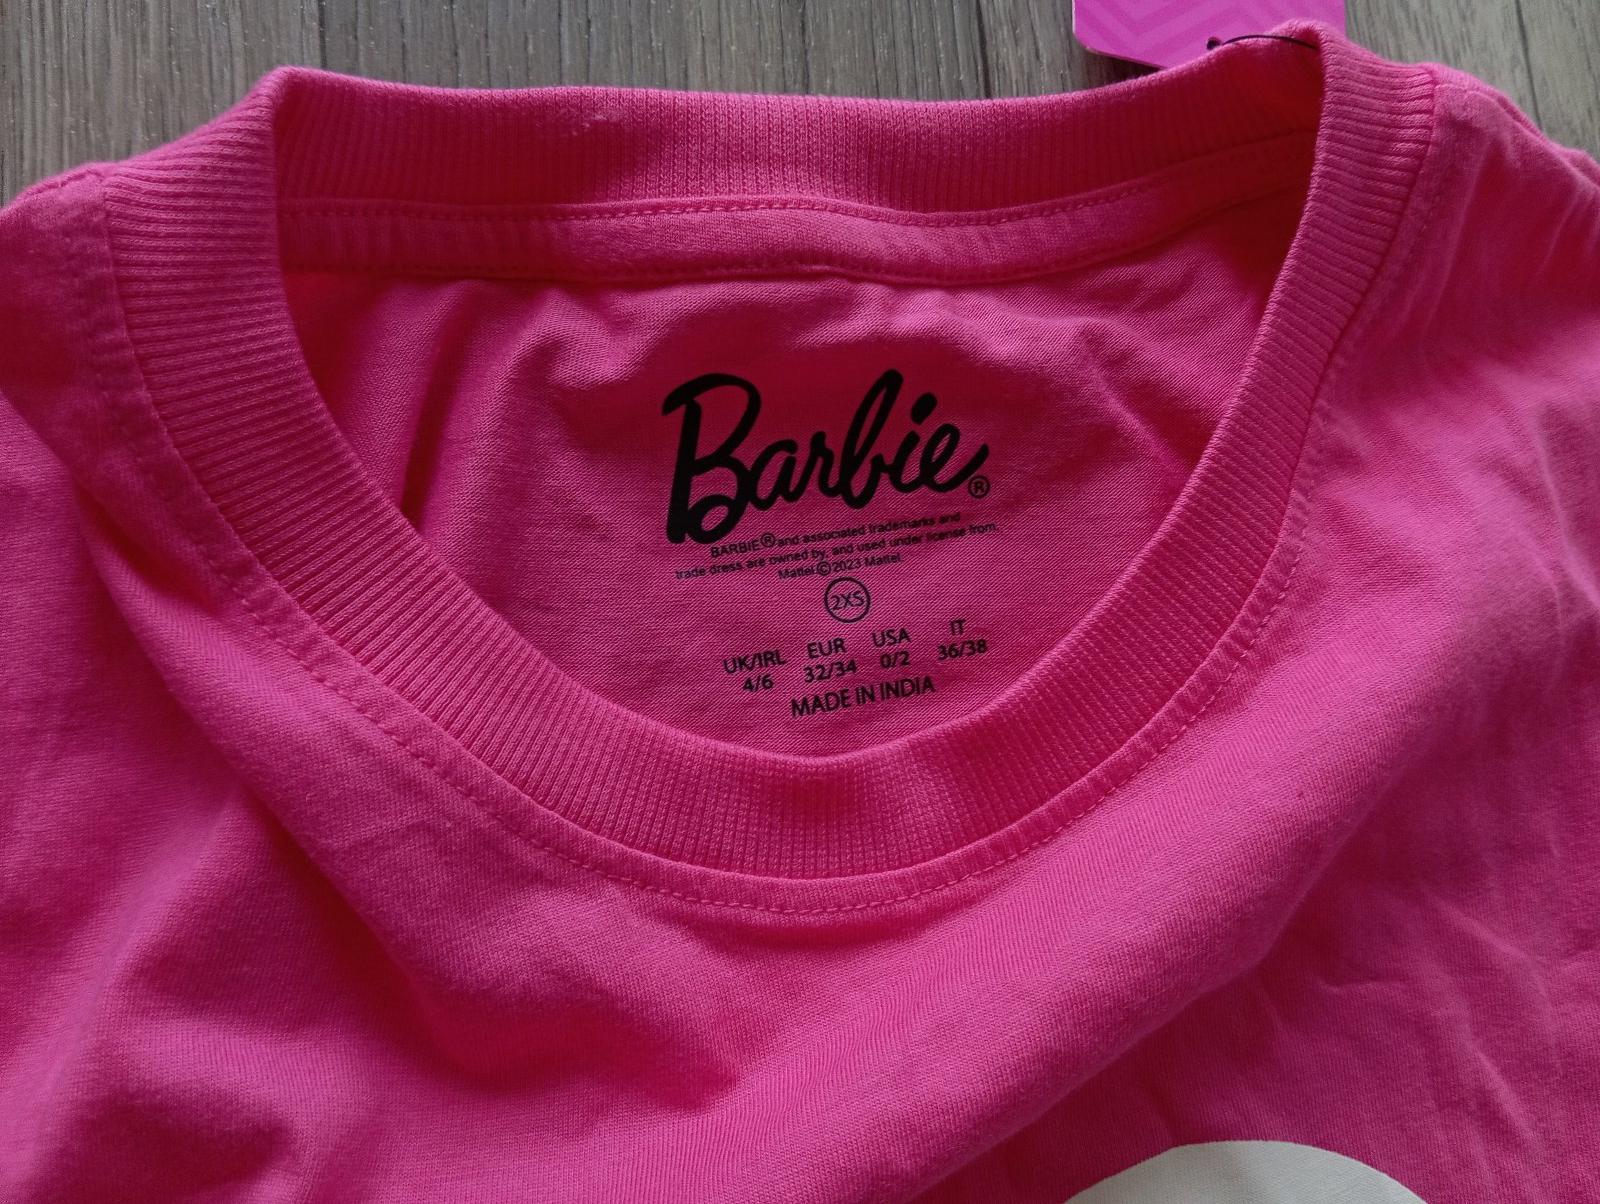 Barbie®
BARBIE® and associated trademarks and
trade dress are owned by, and used under license from,
Mattel ©2023 Mattel.
2XS
UK/IRL EUR USA IT
4/6 32/34 0/2 36/38
MADE IN INDIA